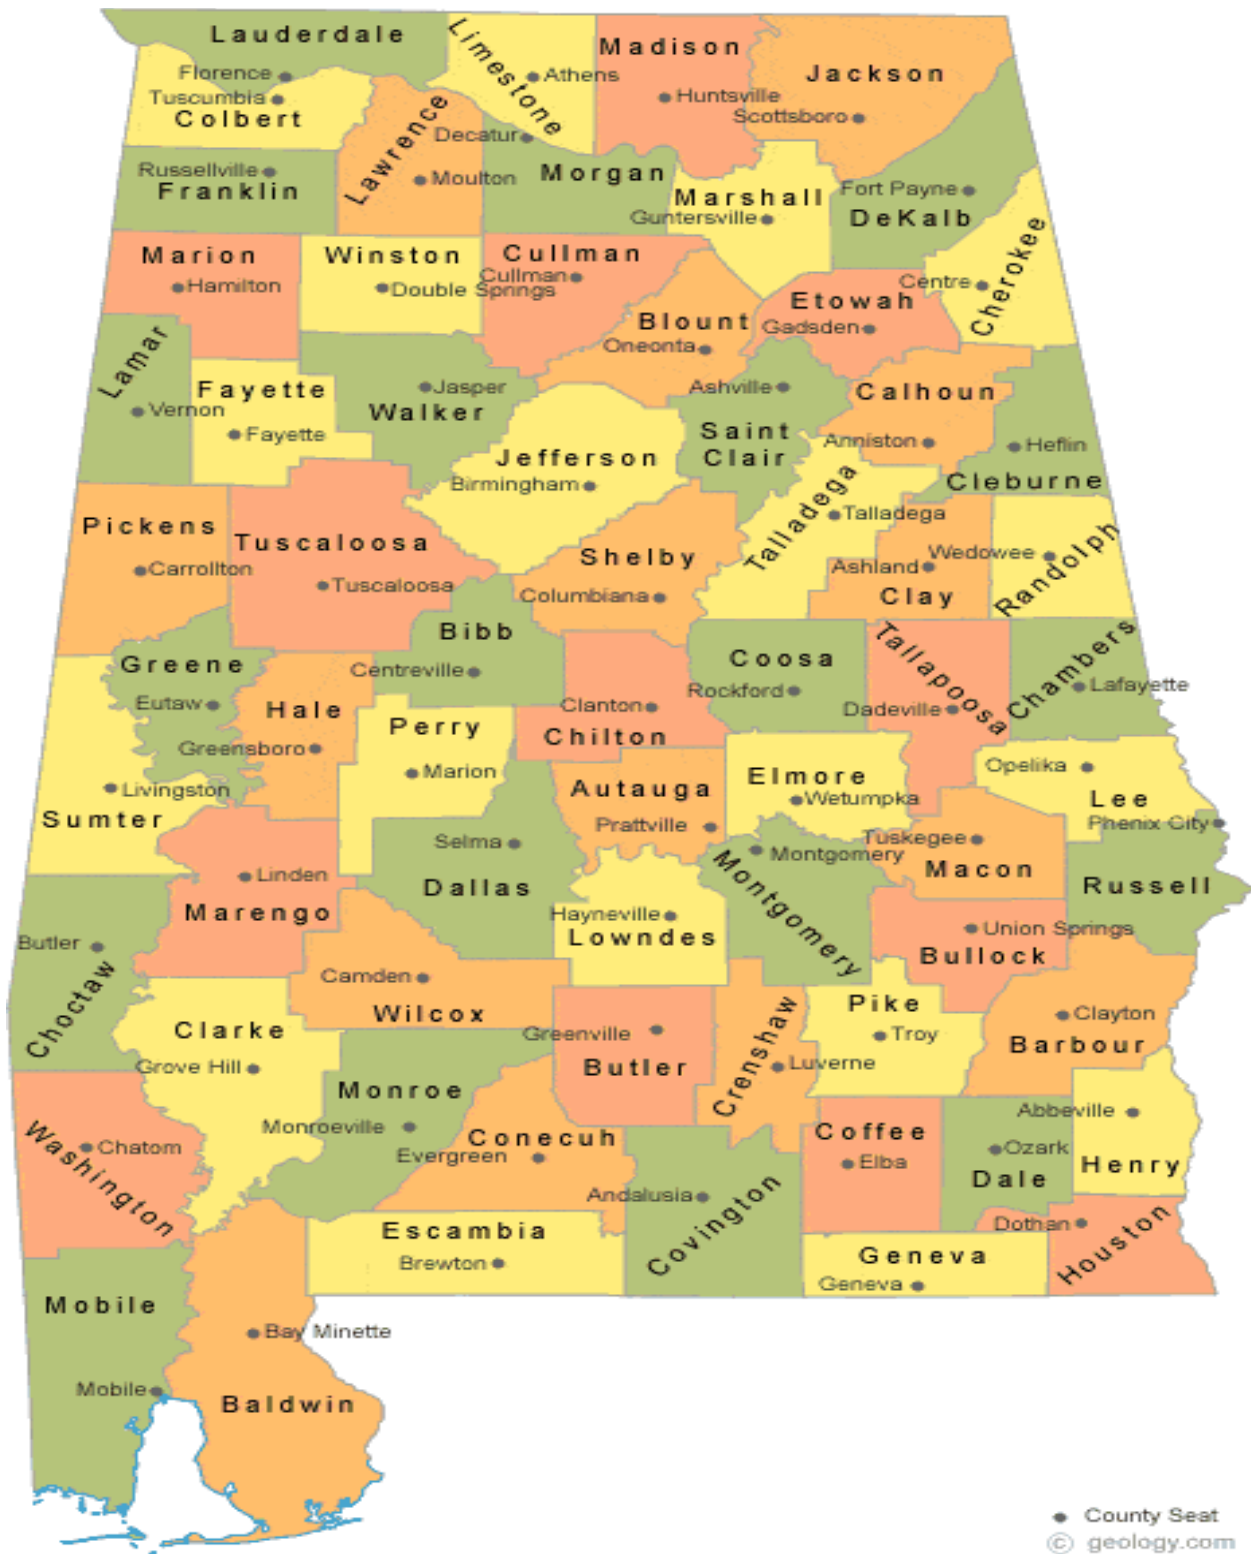 Lauderdale
Limestone
Madison
Jackson
Florence
Athens
Tuscumbia
Huntsville
Colbert
Scottsboro
Lawrence
Decatur
Russellville
Franklin
Moulton
Morgan
Marshall
Guntersville
Fort Payne
DeKalb
Cherokee
Marion
Hamilton
Winston
Double Springs
Cullman
Cullman
Centre
Etowah
Gadsden
Blount
Oneonta
Lamar
Vernon
Fayette
Fayette
Jasper
Walker
Ashville
Saint
Clair
Calhoun
Anniston
Heflin
Cleburne
Jefferson
Birmingham
Talladega
Talladega
Pickens
Carrollton
Tuscaloosa
Tuscaloosa
Shelby
Columbiana
Ashland
Clay
Wedowee
Randolph
Bibb
Centreville
Greene
Eutaw
Hale
Greensboro
Perry
Marion
Clanton
Chilton
Coosa
Rockford
Tallapoosa
Dadeville
Chambers
Lafayette
Livingston
Sumter
Autauga
Prattville
Elmore
Wetumpka
Opelika
Lee
Phenix City
Selma
Dallas
Linden
Marengo
Montgomery
Montgomery
Tuskegee
Macon
Russell
Hayneville
Lowndes
Union Springs
Bullock
Butler
Choctaw
Camden
Wilcox
Clarke
Grove Hill
Greenville
Butler
Crenshaw
Luverne
Pike
Troy
Clayton
Barbour
Monroe
Monroeville
Conecuh
Evergreen
Chatom
Washington
Andalusia
Covington
Coffee
Elba
Ozark
Dale
Abbeville
Henry
Dothan
Houston
Escambia
Brewton
Geneva
Geneva
Mobile
Mobile
Bay Minette
Baldwin
County Seat
© geology.com